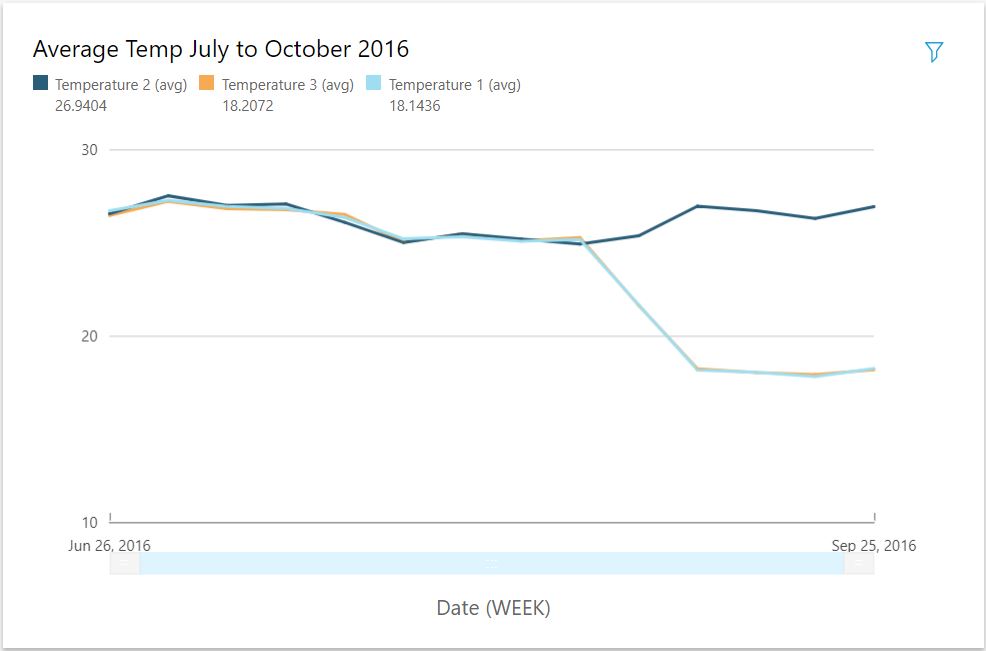 Average Temp July to October 2016
Temperature 2 (avg) Temperature 3 (avg) Temperature 1 (avg)
26.9404 18.2072 18.1436
30
20
10
Jun 26, 2016 Sep 25, 2016
Date (WEEK)